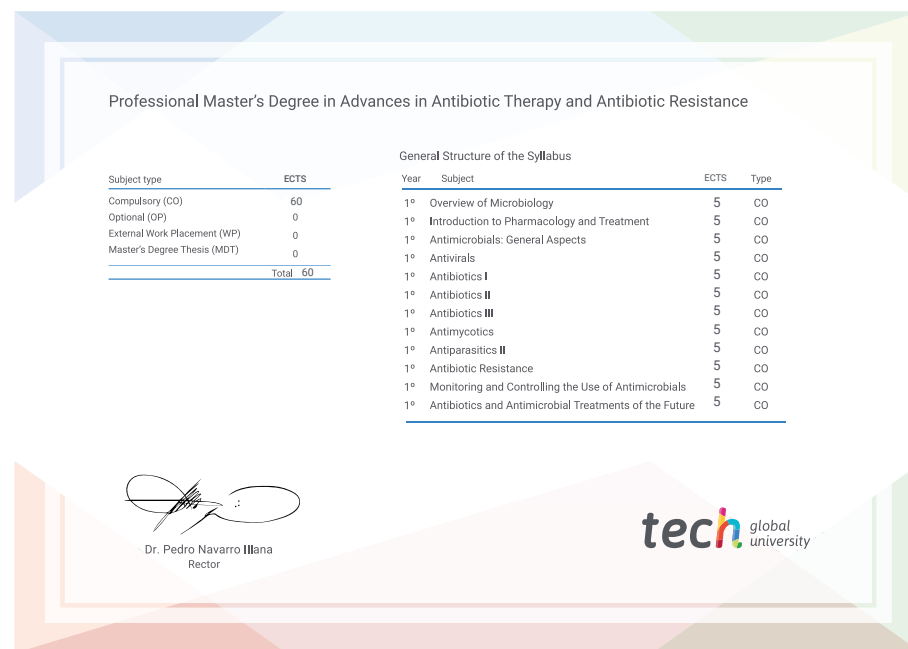 Professional Master's Degree in Advances in Antibiotic Therapy and Antibiotic Resistance
Subject type ECTS
Compulsory (CO) 60
Optional (OP) 0
External Work Placement (WP) 0
Master's Degree Thesis (MDT) 0
Total 60
General Structure of the Syllabus
Year Subject ECTS Type
1º Overview of Microbiology 5 CO
1º Introduction to Pharmacology and Treatment 5 CO
1º Antimicrobials: General Aspects 5 CO
1º Antivirals 5 CO
1º Antibiotics I 5 CO
1º Antibiotics II 5 CO
1º Antibiotics III 5 CO
1º Antimycotics 5 CO
1º Antiparasitics II 5 CO
1º Antibiotic Resistance 5 CO
1º Monitoring and Controlling the Use of Antimicrobials 5 CO
1º Antibiotics and Antimicrobial Treatments of the Future 5 CO
Dr. Pedro Navarro Illana
Rector
tech global university